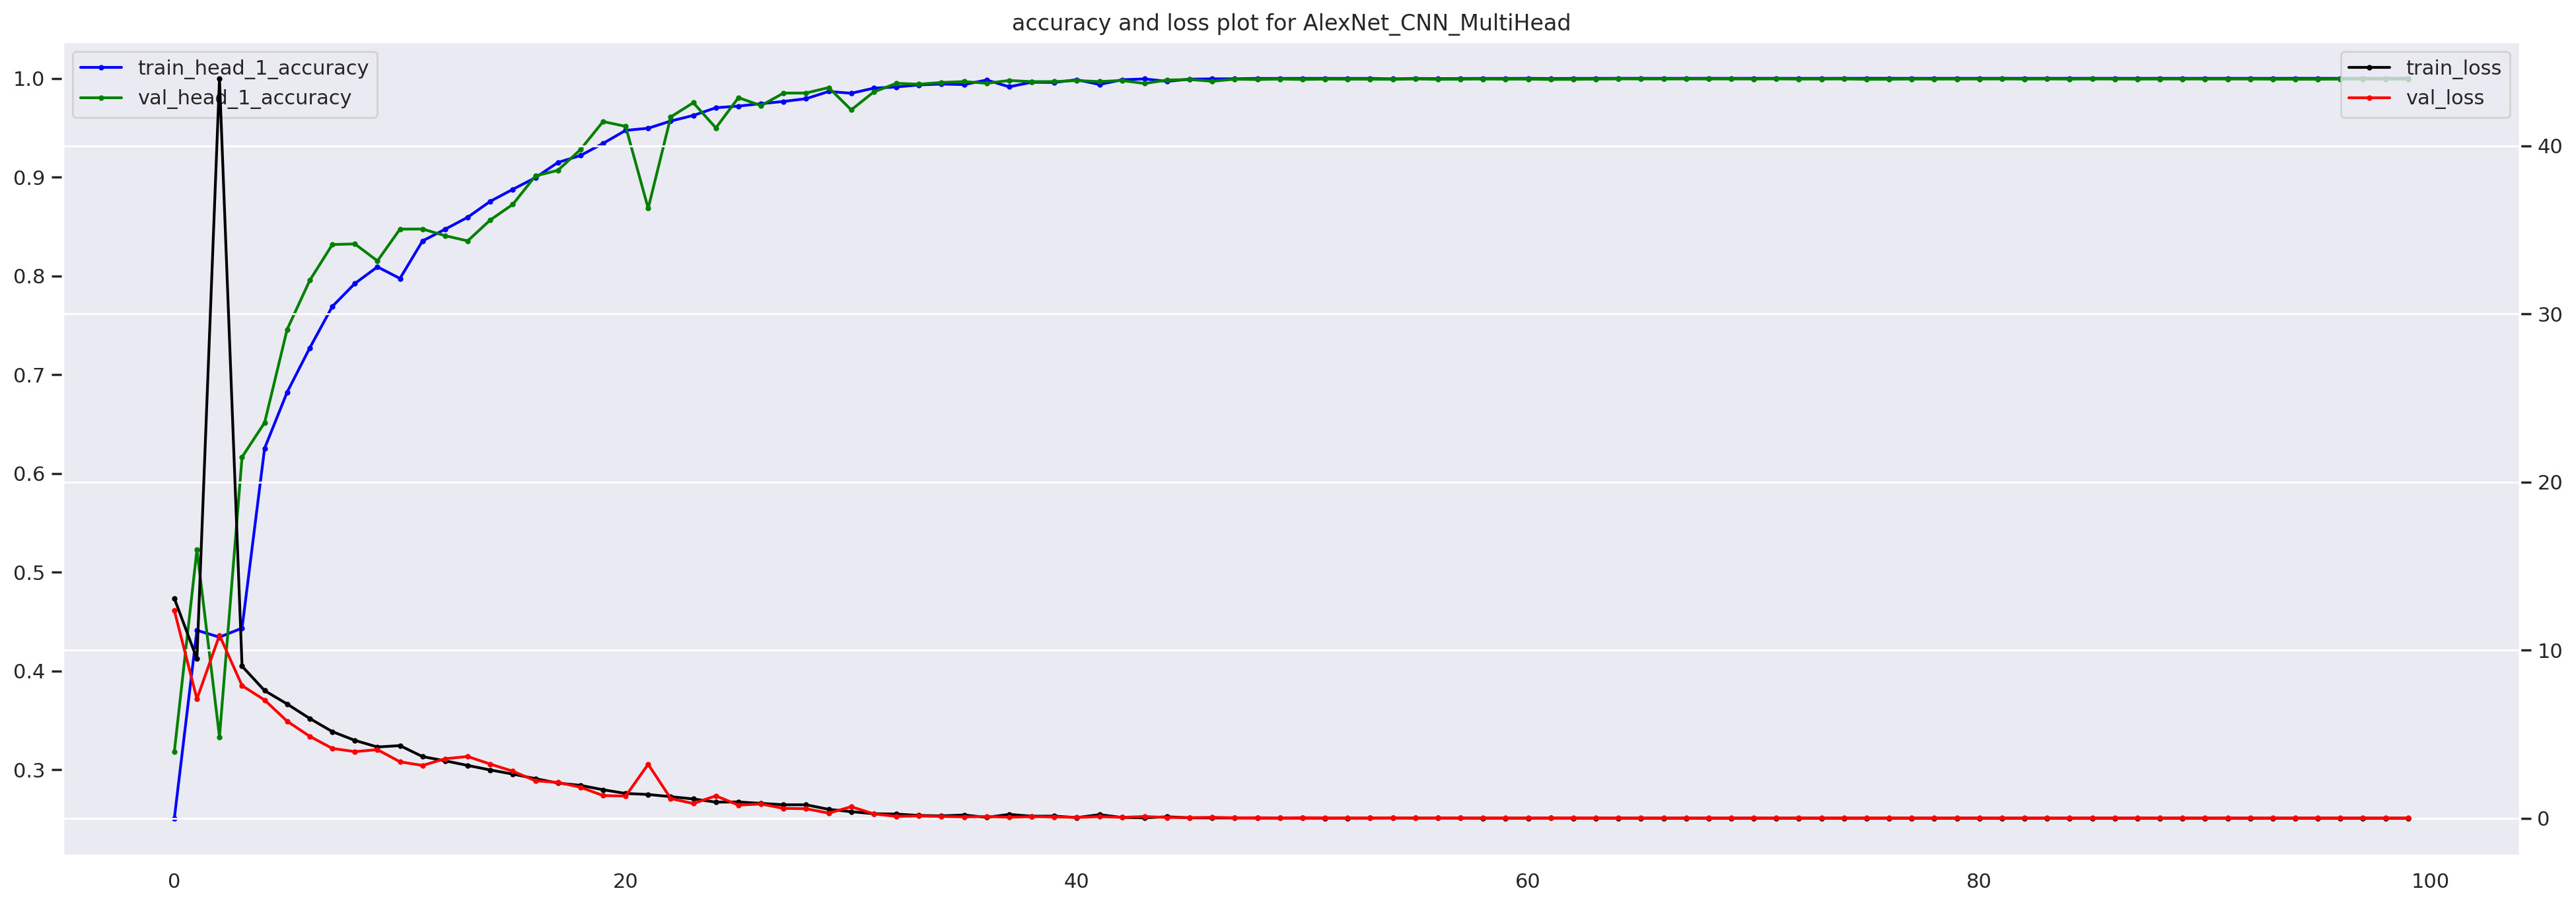 accuracy and loss plot for AlexNet_CNN_MultiHead
train_head_1_accuracy
val_head_1_accuracy
train_loss
val_loss
1.0
0.9
0.8
0.7
0.6
0.5
0.4
0.3
40
30
20
10
0
0 20 40 60 80 100